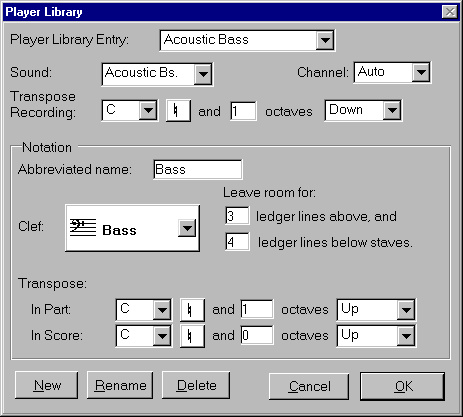 Player Library
Player Library Entry: Acoustic Bass
Sound: Acoustic Bs. Channel: Auto
Transpose
Recording: C ♮ and 1 octaves Down
Notation
Abbreviated name: Bass
Leave room for:
3 ledger lines above, and
Clef: Bass
4 ledger lines below staves.
Transpose:
In Part: C ♮ and 1 octaves Up
In Score: C ♮ and 0 octaves Up
New Rename Delete Cancel OK